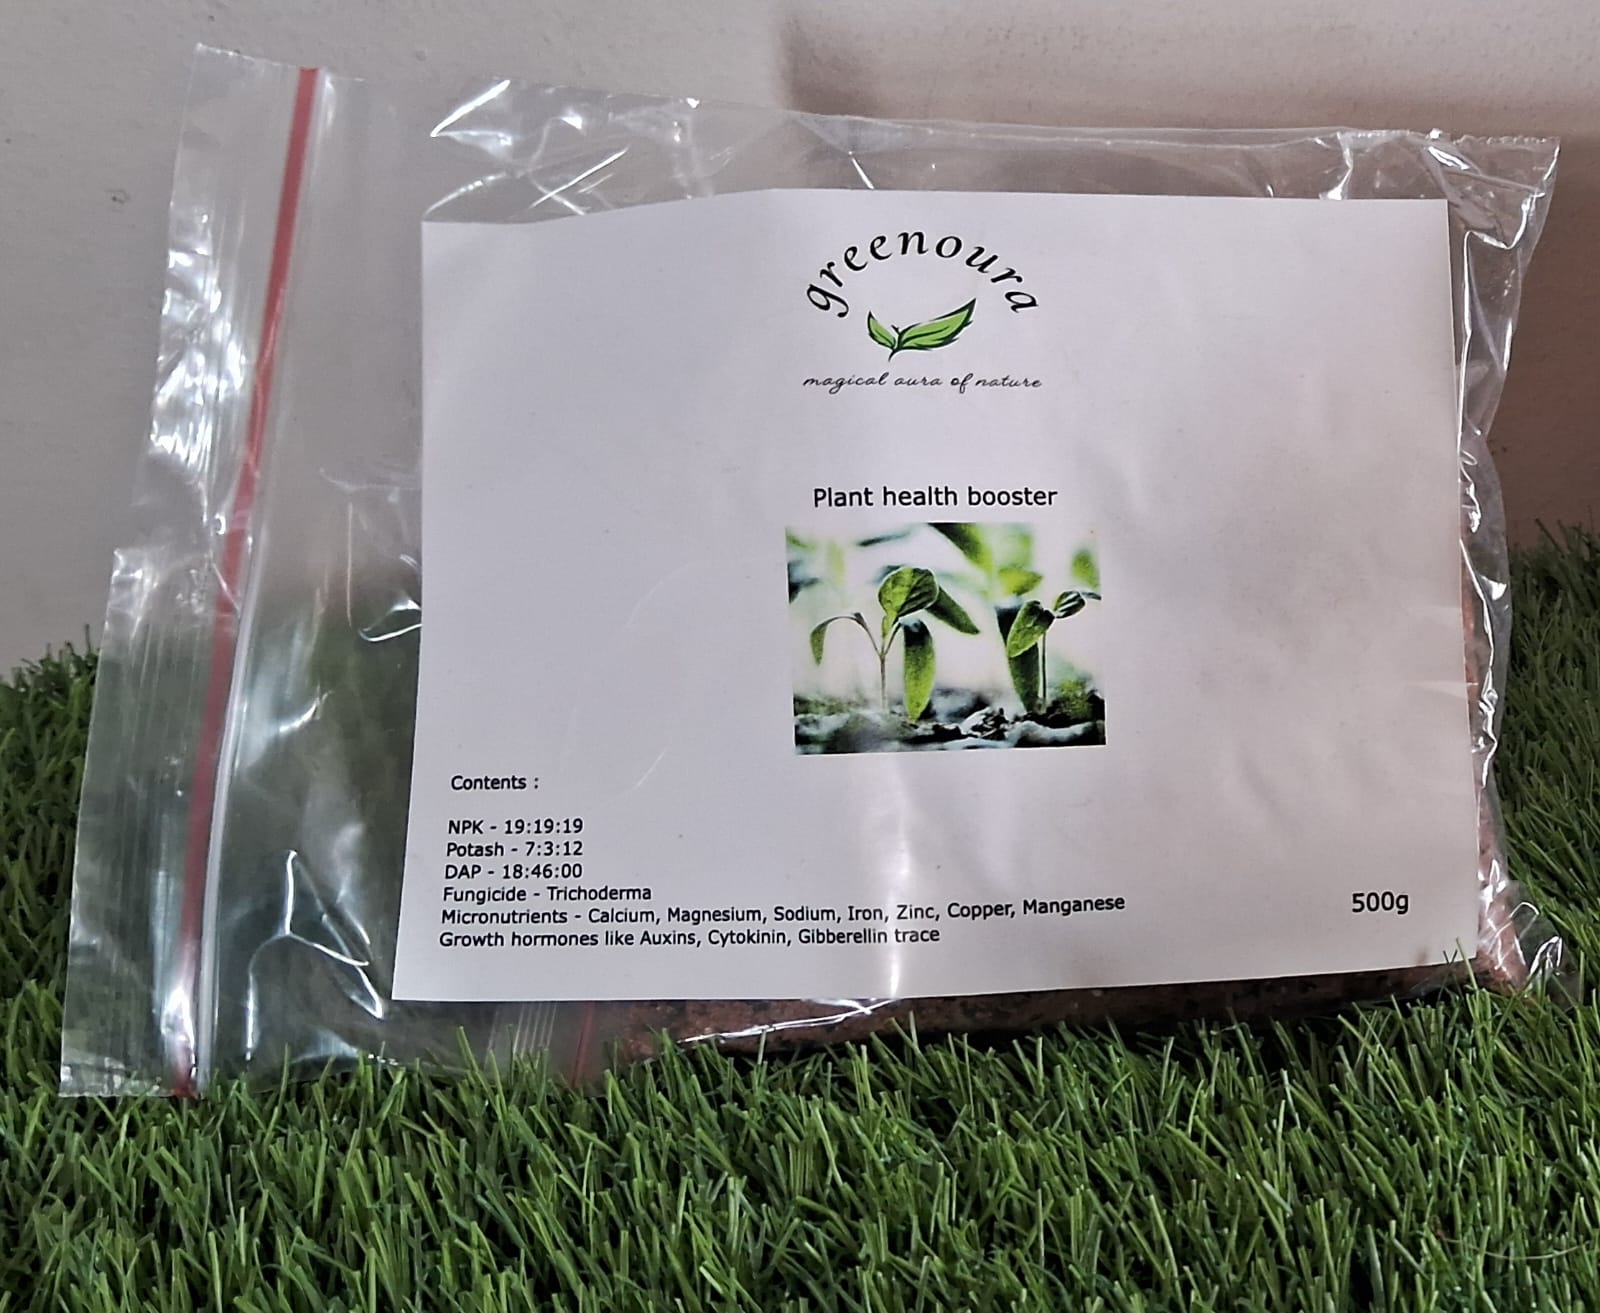 greenoura
magical aura of nature
Plant health booster
Contents :
NPK - 19:19:19
Potash - 7:3:12
DAP - 18:46:00
Fungicide - Trichoderma
Micronutrients - Calcium, Magnesium, Sodium, Iron, Zinc, Copper, Manganese
500g
Growth hormones like Auxins, Cytokinin, Gibberellin trace